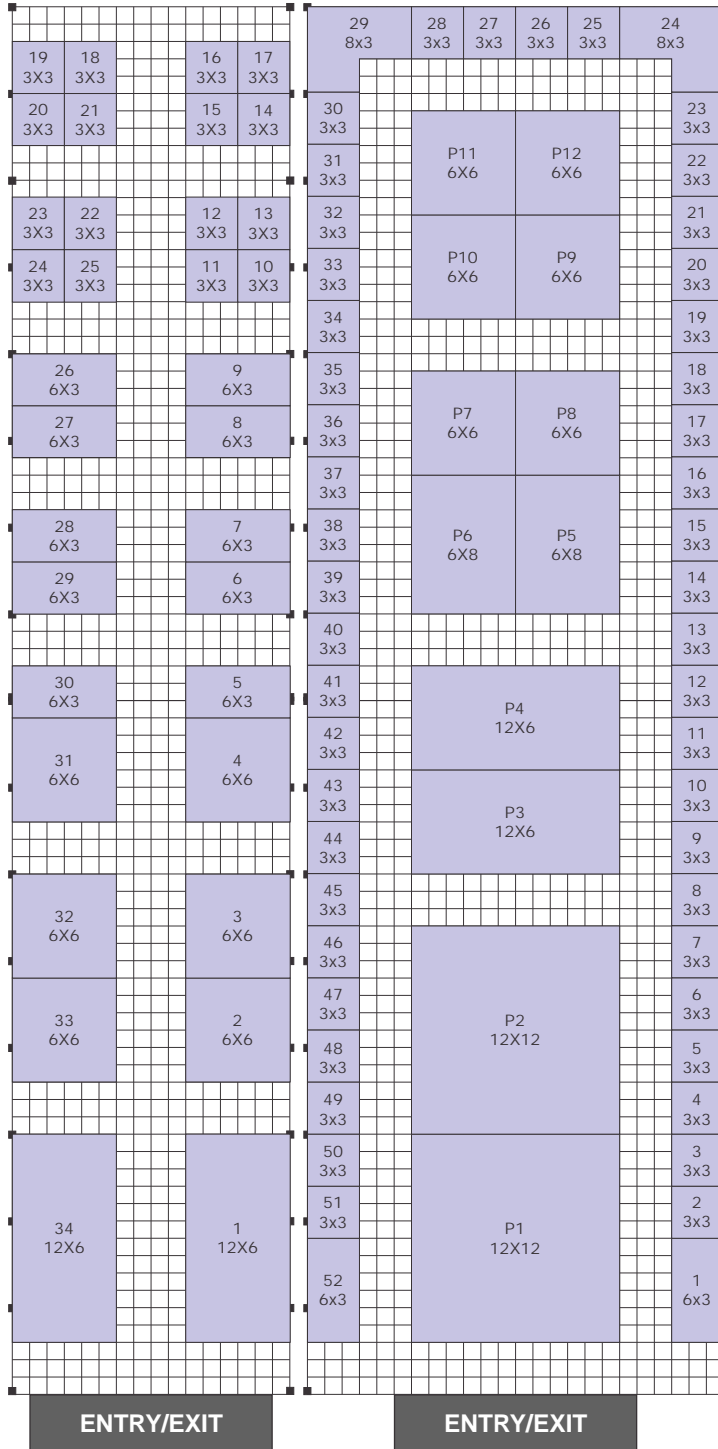 19
3X3
18
3X3
16
3X3
17
3X3
20
3X3
21
3X3
15
3X3
14
3X3
23
3X3
22
3X3
12
3X3
13
3X3
24
3X3
25
3X3
11
3X3
10
3X3
26
6X3
9
6X3
27
6X3
8
6X3
28
6X3
7
6X3
29
6X3
6
6X3
30
6X3
5
6X3
31
6X6
4
6X6
32
6X6
3
6X6
33
6X6
2
6X6
34
12X6
1
12X6
ENTRY/EXIT
29
8x3
28
3x3
27
3x3
26
3x3
25
3x3
24
8x3
30
3x3
31
3x3
32
3x3
33
3x3
34
3x3
35
3x3
36
3x3
37
3x3
38
3x3
39
3x3
40
3x3
41
3x3
42
3x3
43
3x3
44
3x3
45
3x3
46
3x3
47
3x3
48
3x3
49
3x3
50
3x3
51
3x3
52
6x3
P11
6X6
P12
6X6
P10
6X6
P9
6X6
P7
6X6
P8
6X6
P6
6X8
P5
6X8
P4
12X6
P3
12X6
P2
12X12
P1
12X12
23
3x3
22
3x3
21
3x3
20
3x3
19
3x3
18
3x3
17
3x3
16
3x3
15
3x3
14
3x3
13
3x3
12
3x3
11
3x3
10
3x3
9
3x3
8
3x3
7
3x3
6
3x3
5
3x3
4
3x3
3
3x3
2
3x3
1
6x3
ENTRY/EXIT